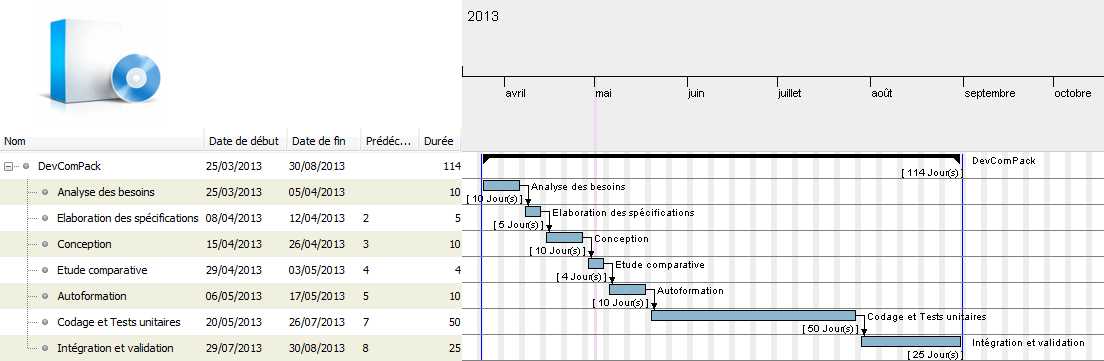 2013
avril mai juin juillet août septembre octobre
Nom Date de début Date de fin Prédéc... Durée
DevComPack 25/03/2013 30/08/2013 114 DevComPack
[ 114 Jour(s) ]
Analyse des besoins 25/03/2013 05/04/2013 10 Analyse des besoins
[ 10 Jour(s) ]
Elaboration des spécifications 08/04/2013 12/04/2013 2 5 Elaboration des spécifications
[ 5 Jour(s) ]
Conception 15/04/2013 26/04/2013 3 10 Conception
[ 10 Jour(s) ]
Etude comparative 29/04/2013 03/05/2013 4 4 Etude comparative
[ 4 Jour(s) ]
Autoformation 06/05/2013 17/05/2013 5 10 Autoformation
[ 10 Jour(s) ]
Codage et Tests unitaires 20/05/2013 26/07/2013 7 50 Codage et Tests unitaires
[ 50 Jour(s) ]
Intégration et validation 29/07/2013 30/08/2013 8 25 Intégration et validation
[ 25 Jour(s) ]